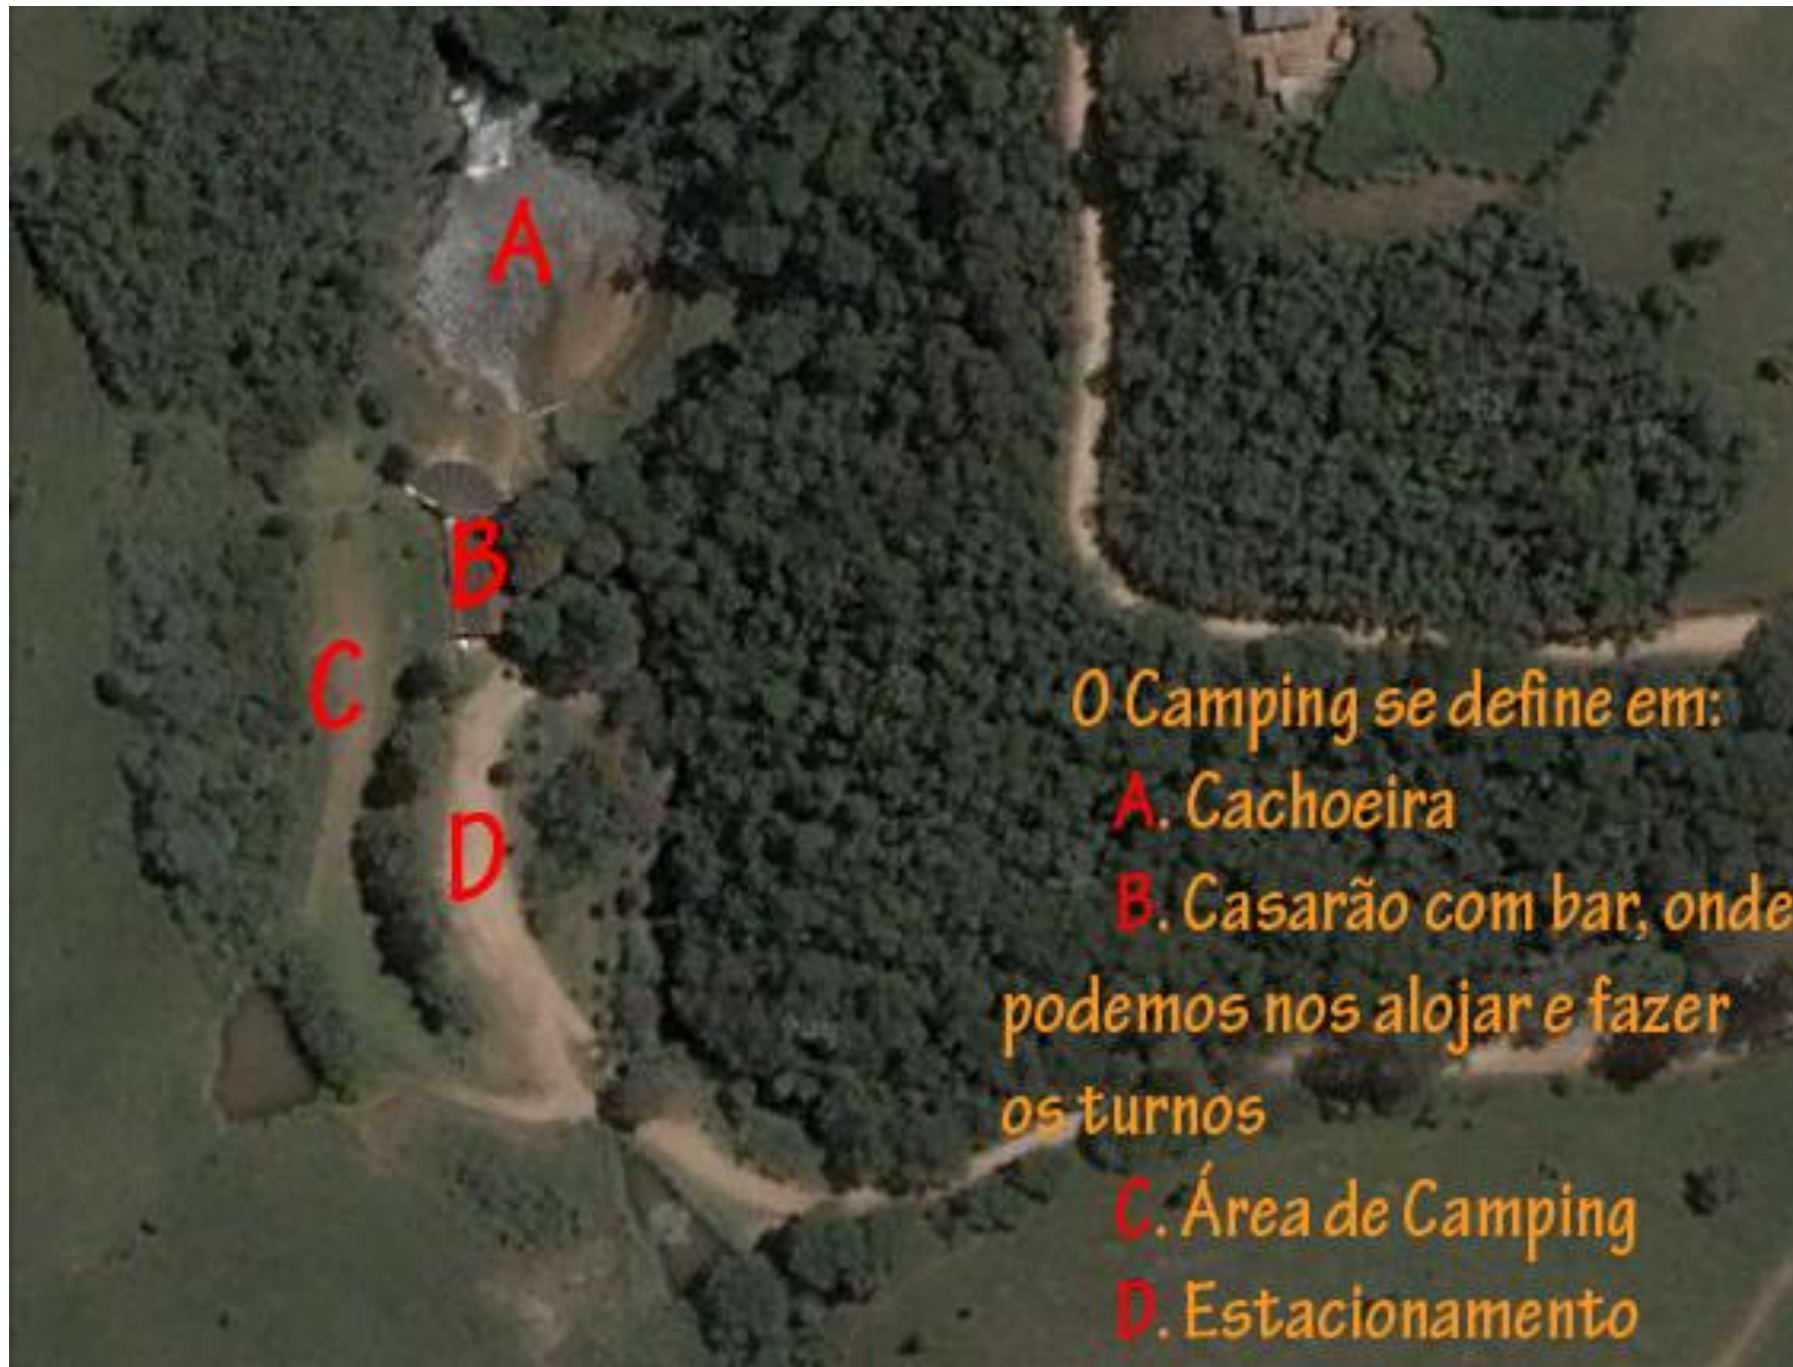 A
B
C
D
O Camping se define em:
A. Cachoeira
B. Casarão com bar, onde
podemos nos alojar e fazer
os turnos
C. Área de Camping
D. Estacionamento